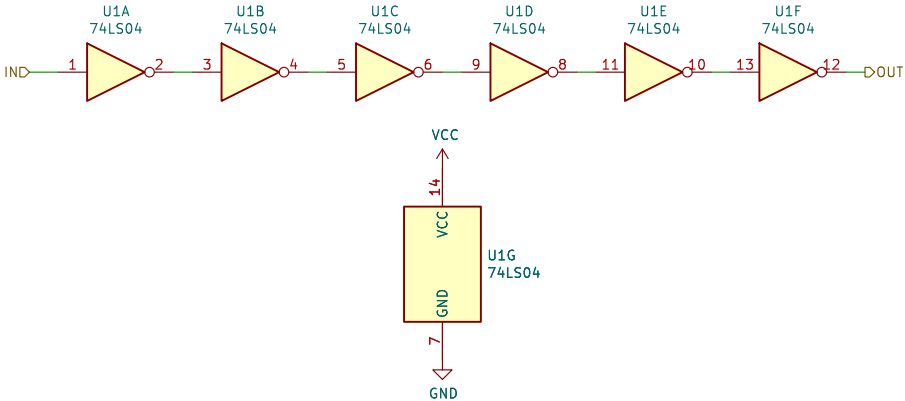 U1A
74LS04
U1B
74LS04
U1C
74LS04
U1D
74LS04
U1E
74LS04
U1F
74LS04
IN 1 2 3 4 5 6 9 8 11 10 13 12 OUT
VCC
14
VCC
U1G
74LS04
GND
7
GND